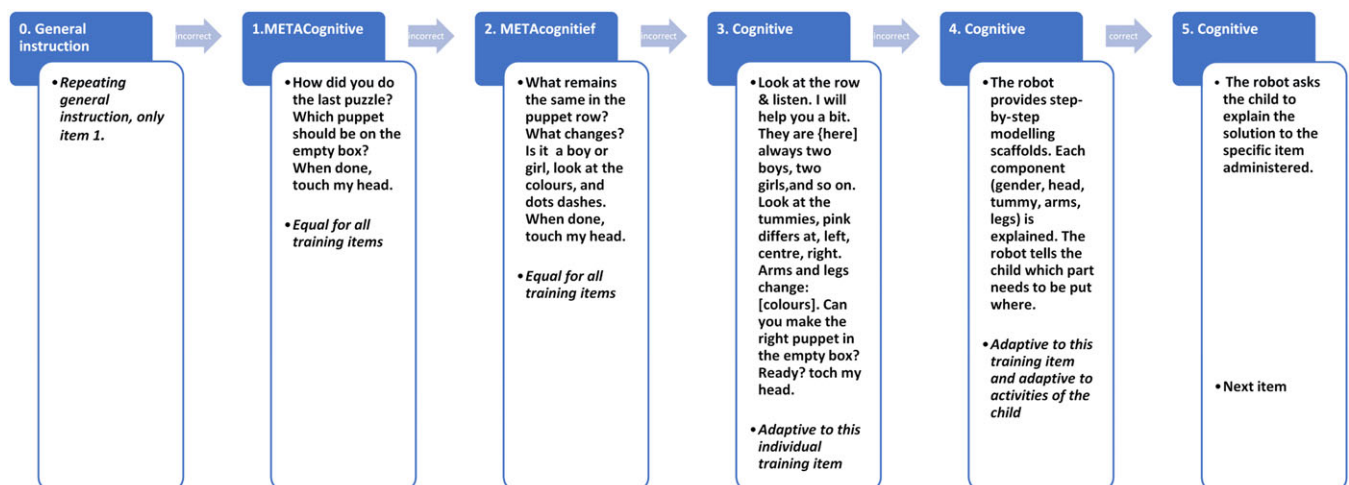 0. General
instruction
• Repeating
general
instruction, only
item 1.
incorrect
1.METACognitive
• How did you do
the last puzzle?
Which puppet
should be on the
empty box?
When done,
touch my head.
• Equal for all
training items
incorrect
2. METAcognitief
• What remains
the same in the
puppet row?
What changes?
Is it a boy or
girl, look at the
colours, and
dots dashes.
When done,
touch my head.
• Equal for all
training items
incorrect
3. Cognitive
• Look at the row
& listen. I will
help you a bit.
They are {here]
always two
boys, two
girls,and so on.
Look at the
tummies, pink
differs at, left,
centre, right.
Arms and legs
change:
[colours]. Can
you make the
right puppet in
the empty box?
Ready? toch my
head.
• Adaptive to this
individual
training item
incorrect
4. Cognitive
• The robot
provides step-
by-step
modelling
scaffolds. Each
component
(gender, head,
tummy, arms,
legs) is
explained. The
robot tells the
child which part
needs to be put
where.
• Adaptive to this
training item
and adaptive to
activities of the
child
correct
5. Cognitive
• The robot asks
the child to
explain the
solution to the
specific item
administered.
• Next item